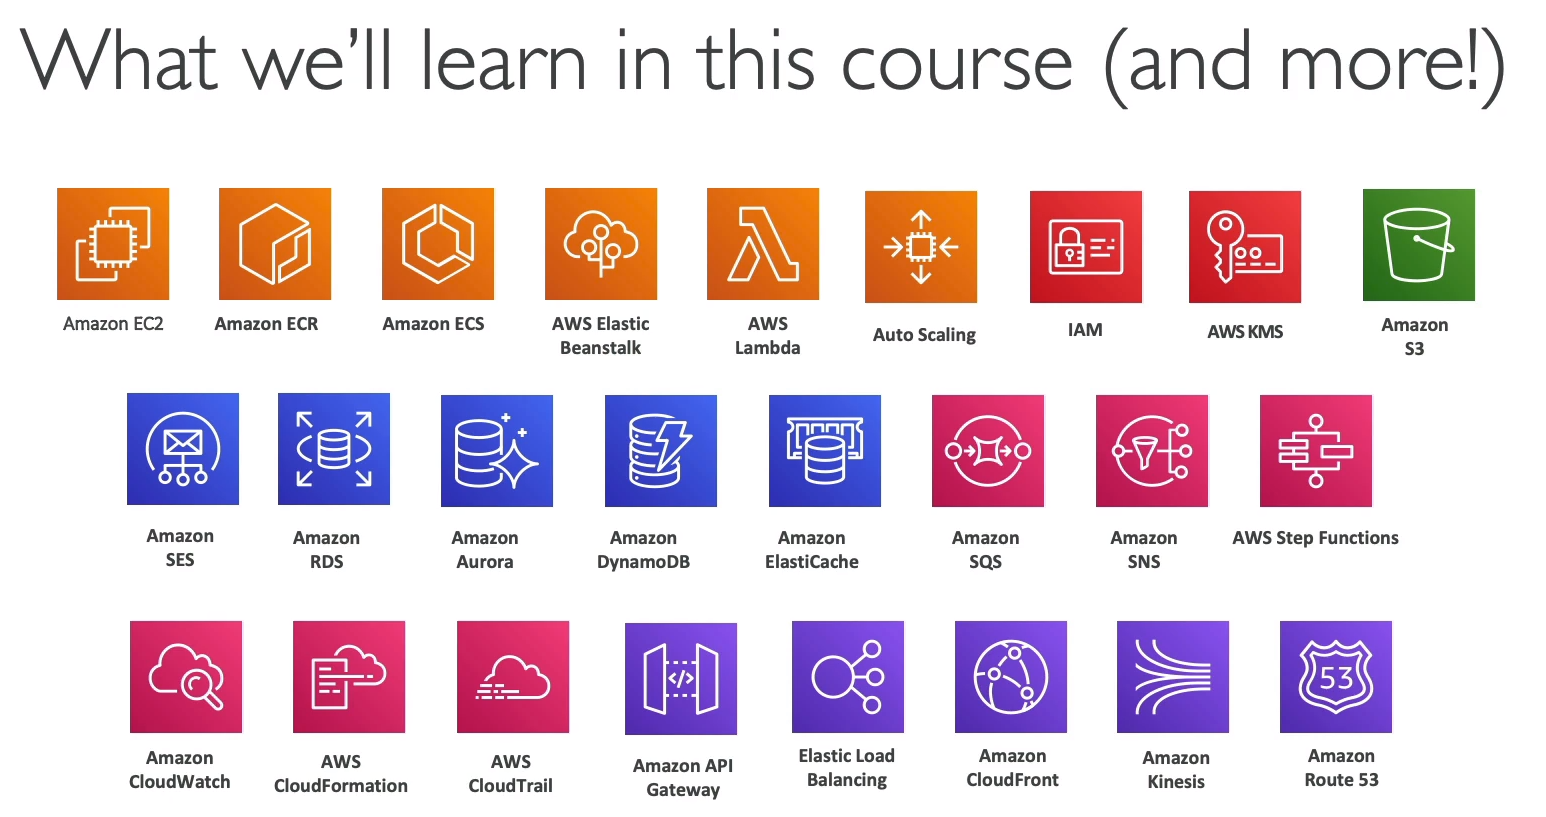 What we'll learn in this course (and more!)
Amazon EC2
Amazon ECR
Amazon ECS
AWS Elastic
Beanstalk
AWS
Lambda
Auto Scaling
IAM
AWS KMS
Amazon
S3
Amazon
SES
Amazon
RDS
Amazon
Aurora
Amazon
DynamoDB
Amazon
ElastiCache
Amazon
SQS
Amazon
SNS
AWS Step Functions
Amazon
CloudWatch
AWS
CloudFormation
AWS
CloudTrail
</>
Amazon API
Gateway
Elastic Load
Balancing
Amazon
CloudFront
Amazon
Kinesis
53
Amazon
Route 53